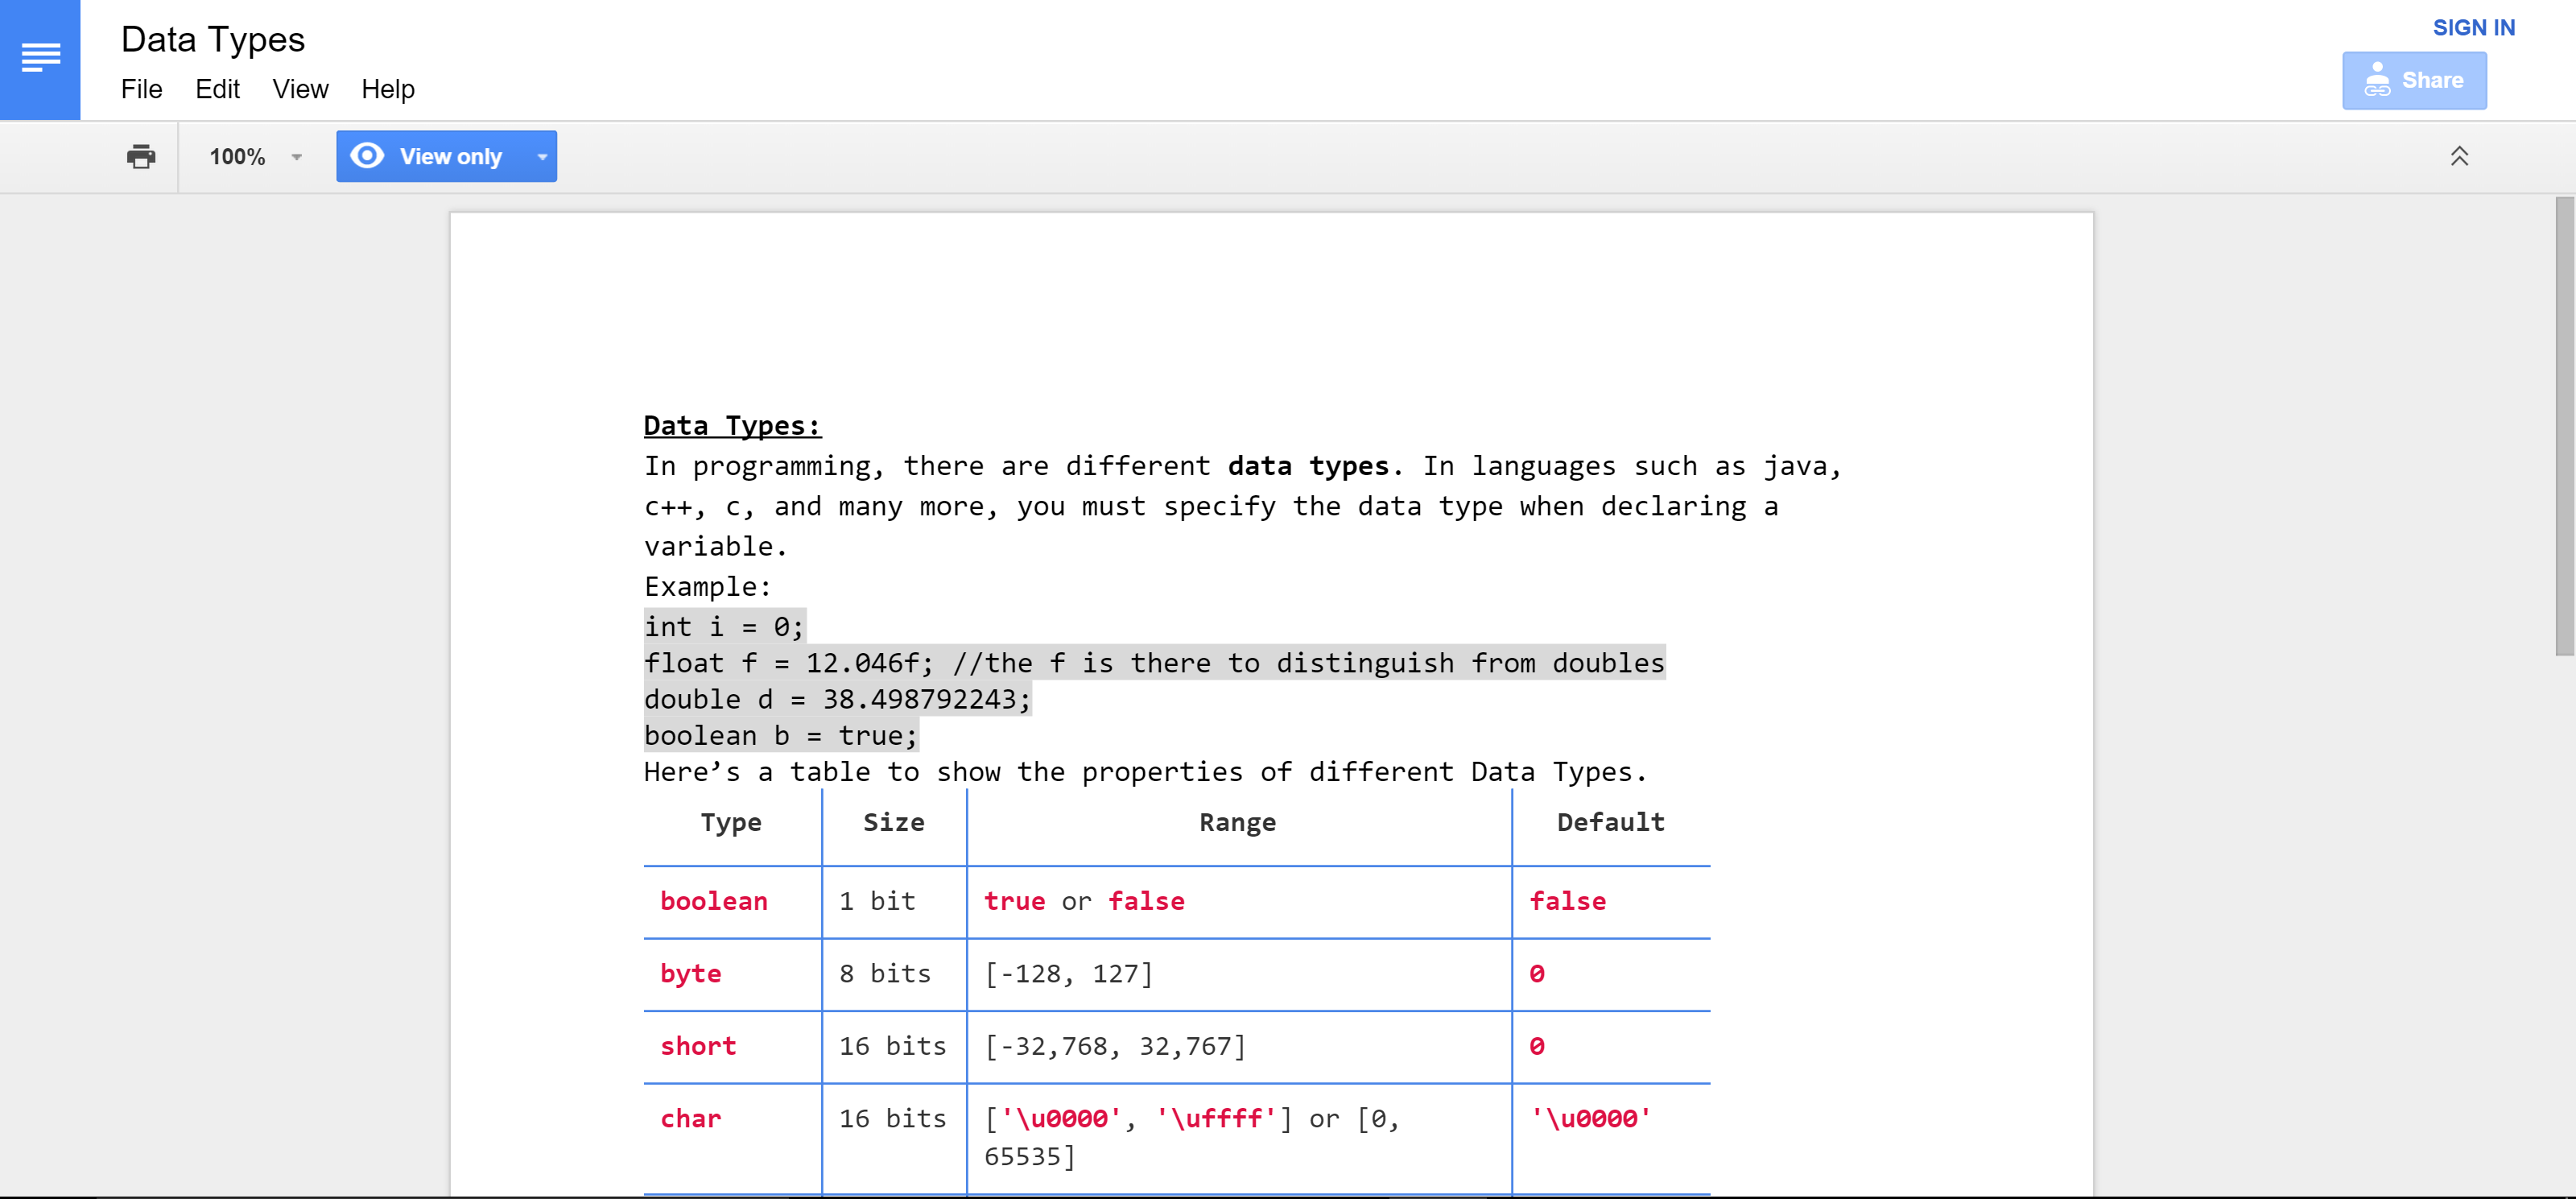 Data Types
SIGN IN
File Edit View Help
Share
100% View only
Data Types:
In programming, there are different data types. In languages such as java,
c++, c, and many more, you must specify the data type when declaring a
variable.
Example:
int i = 0;
float f = 12.046f; //the f is there to distinguish from doubles
double d = 38.498792243;
boolean b = true;
Here’s a table to show the properties of different Data Types.
Type Size Range Default
boolean 1 bit true or false false
byte 8 bits [-128, 127] 0
short 16 bits [-32,768, 32,767] 0
char 16 bits ['\u0000', '\uffff'] or [0, '\u0000'
65535]